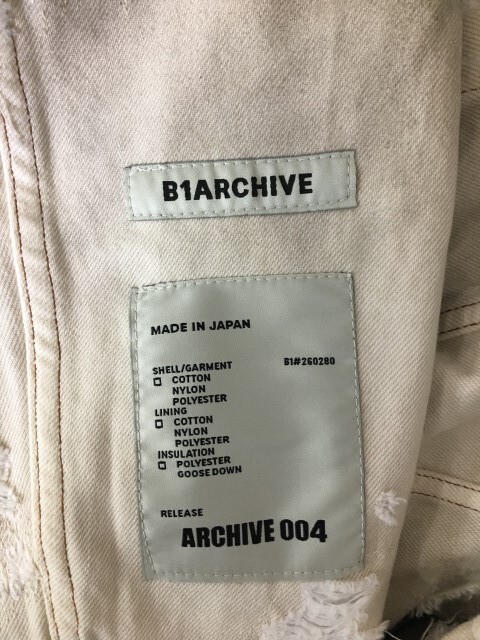 B1ARCHIVE
MADE IN JAPAN
SHELL/GARMENT B1#260280
COTTON
NYLON
POLYESTER
LINING
COTTON
NYLON
POLYESTER
INSULATION
POLYESTER
GOOSE DOWN
RELEASE
ARCHIVE 004